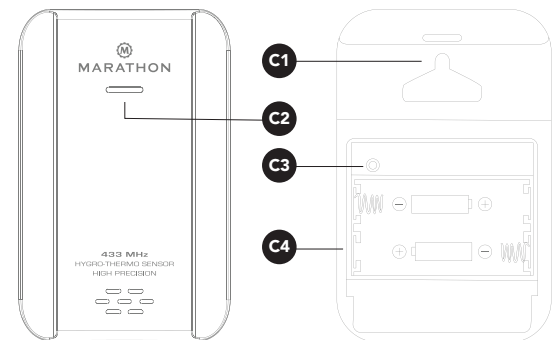 M
MARATHON
433 MHz
HYGRO-THERMO SENSOR
HIGH PRECISION
C1
C2
C3
C4
− +
+ −